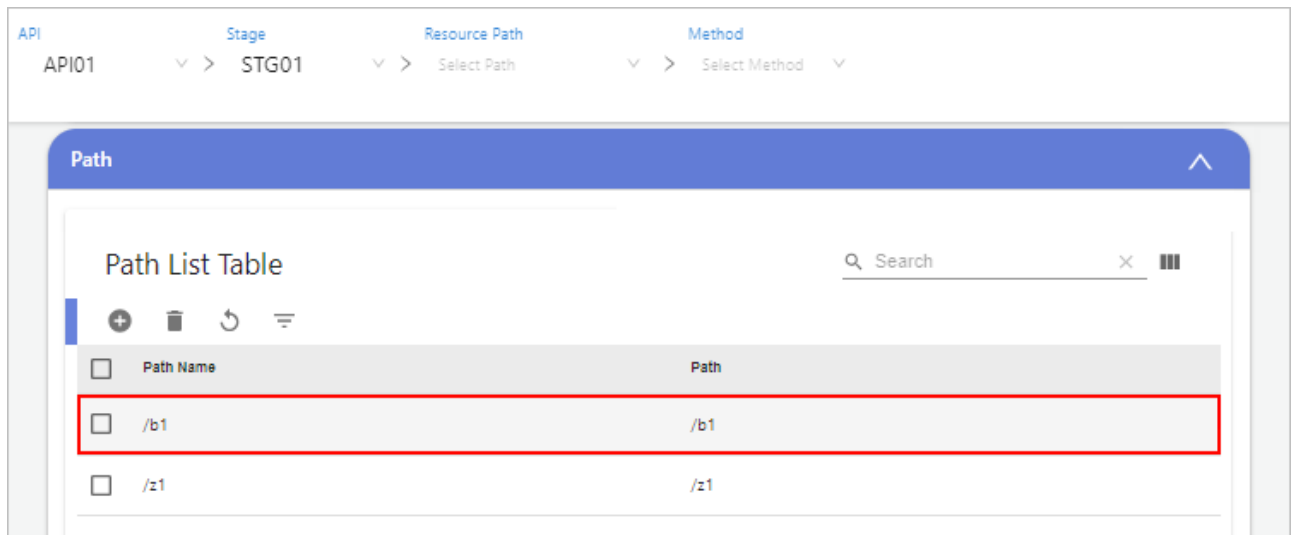 API Stage Resource Path Method
API01 > STG01 > Select Path > Select Method
Path
Path List Table Search
Path Name Path
/b1 /b1
/z1 /z1